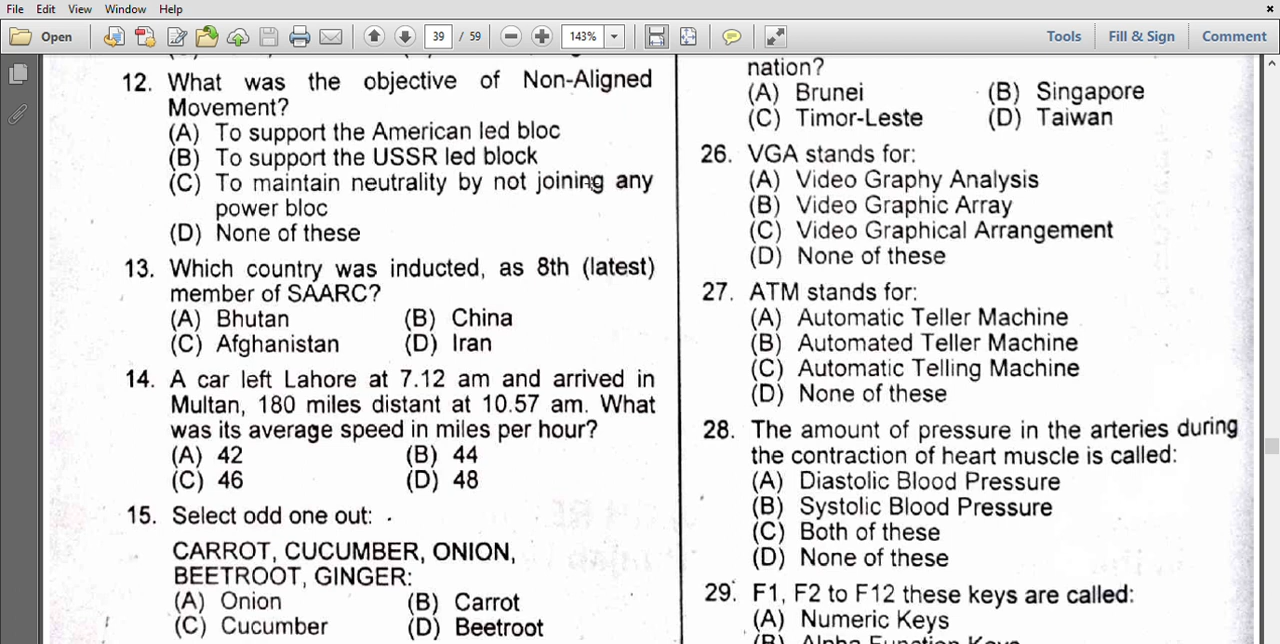 File Edit View Window Help
Open 39 / 59 143% Tools Fill & Sign Comment
12. What was the objective of Non-Aligned
Movement?
(A) To support the American led bloc
(B) To support the USSR led block
(C) To maintain neutrality by not joining any
power bloc
(D) None of these
13. Which country was inducted, as 8th (latest)
member of SAARC?
(A) Bhutan (B) China
(C) Afghanistan (D) Iran
14. A car left Lahore at 7.12 am and arrived in
Multan, 180 miles distant at 10.57 am. What
was its average speed in miles per hour?
(A) 42 (B) 44
(C) 46 (D) 48
15. Select odd one out:
CARROT, CUCUMBER, ONION,
BEETROOT, GINGER:
(A) Onion (B) Carrot
(C) Cucumber (D) Beetroot
nation?
(A) Brunei (B) Singapore
(C) Timor-Leste (D) Taiwan
26. VGA stands for:
(A) Video Graphy Analysis
(B) Video Graphic Array
(C) Video Graphical Arrangement
(D) None of these
27. ATM stands for:
(A) Automatic Teller Machine
(B) Automated Teller Machine
(C) Automatic Telling Machine
(D) None of these
28. The amount of pressure in the arteries during
the contraction of heart muscle is called:
(A) Diastolic Blood Pressure
(B) Systolic Blood Pressure
(C) Both of these
(D) None of these
29. F1, F2 to F12 these keys are called:
(A) Numeric Keys
(B) Alpha Function Keys